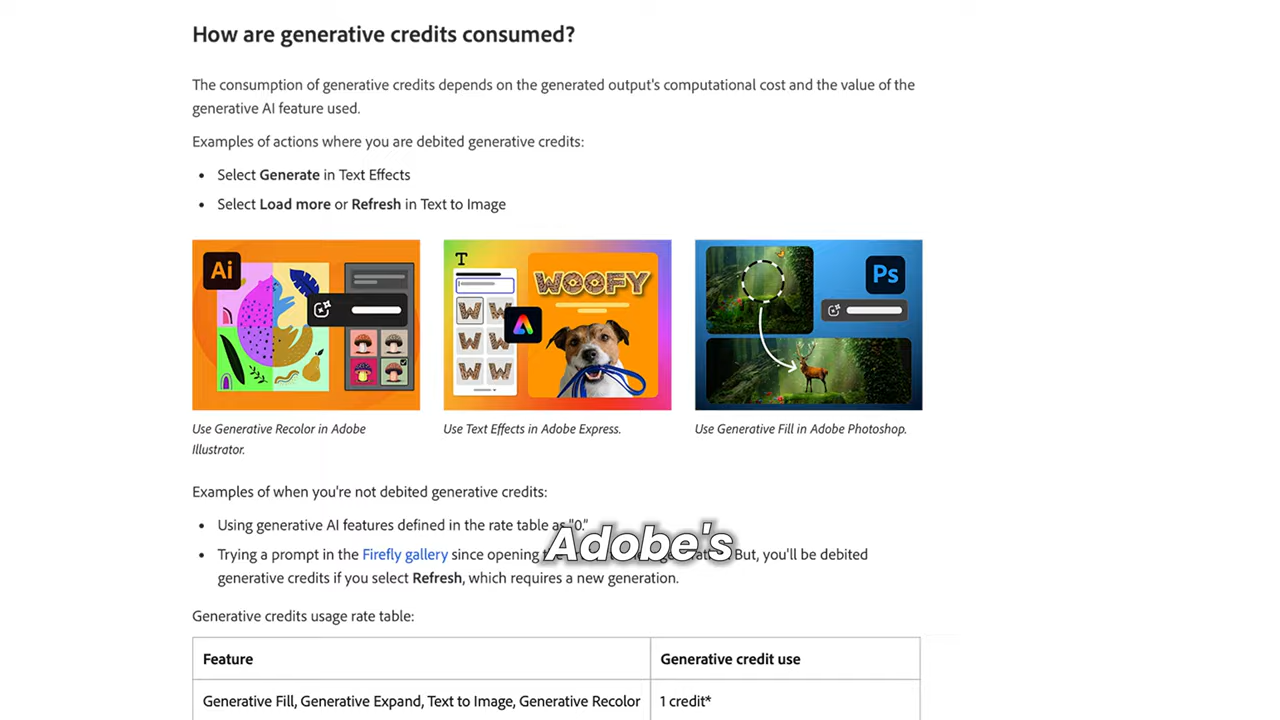 How are generative credits consumed?
The consumption of generative credits depends on the generated output's computational cost and the value of the
generative AI feature used.
Examples of actions where you are debited generative credits:
• Select Generate in Text Effects
• Select Load more or Refresh in Text to Image
Ai
T
WOOFY
W W
W W
W W
Ps
Use Generative Recolor in Adobe
Illustrator.
Use Text Effects in Adobe Express.
Use Generative Fill in Adobe Photoshop.
Examples of when you're not debited generative credits:
• Using generative AI features defined in the rate table as "0."
Adobe's
• Trying a prompt in the Firefly gallery since opening But, you'll be debited
generative credits if you select Refresh, which requires a new generation.
Generative credits usage rate table:
Feature
Generative credit use
Generative Fill, Generative Expand, Text to Image, Generative Recolor
1 credit*